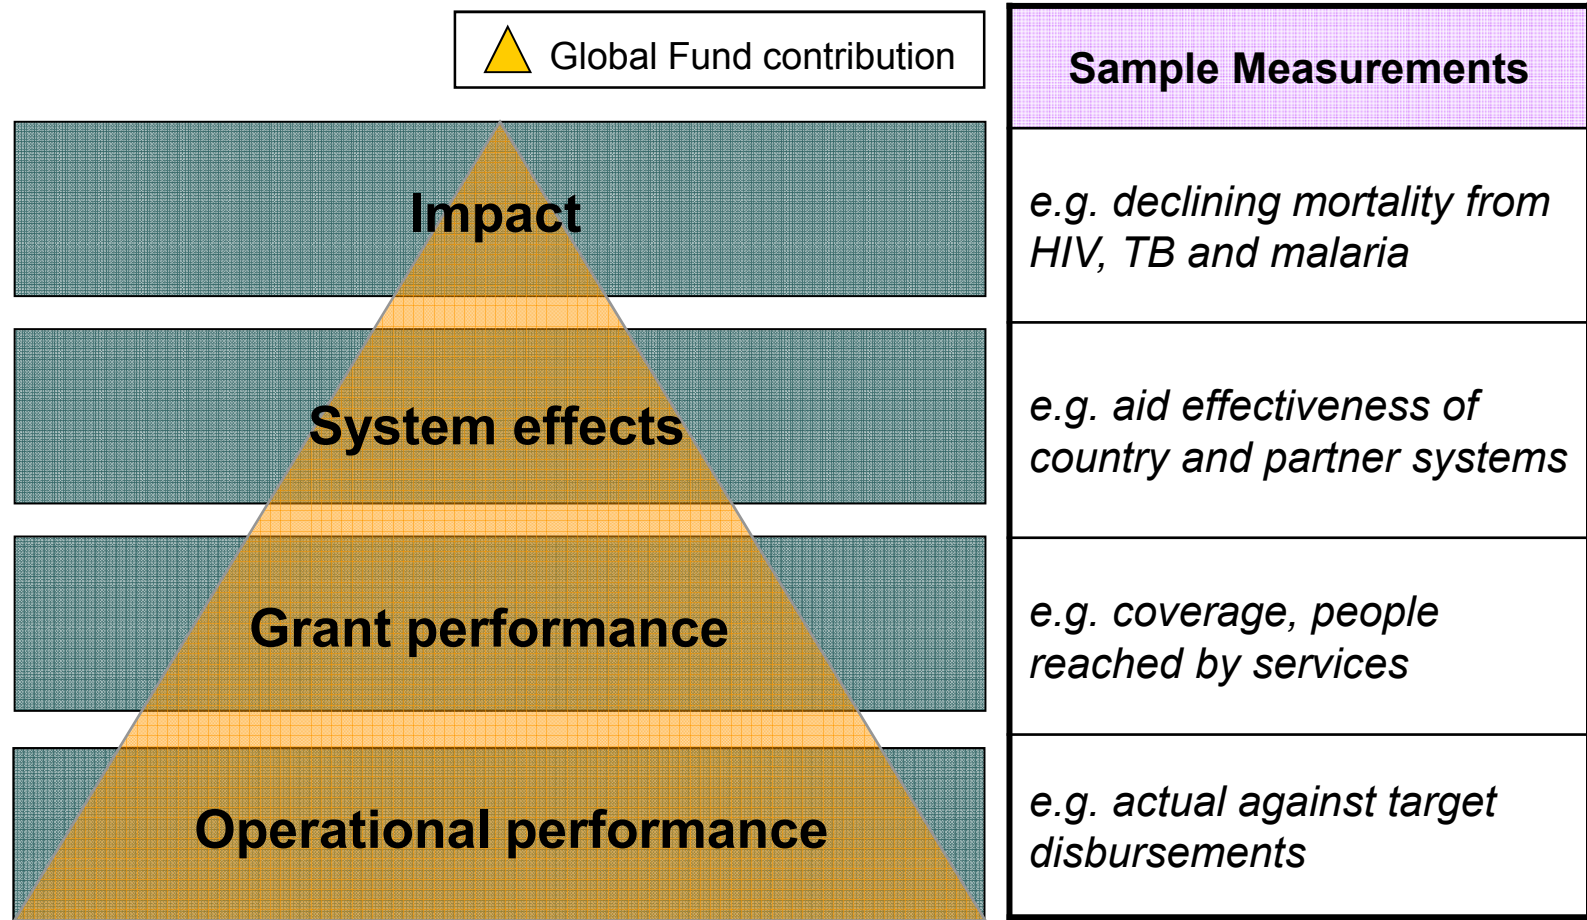 Global Fund contribution
Sample Measurements
Impact
e.g. declining mortality from
HIV, TB and malaria
System effects
e.g. aid effectiveness of
country and partner systems
Grant performance
e.g. coverage, people
reached by services
Operational performance
e.g. actual against target
disbursements